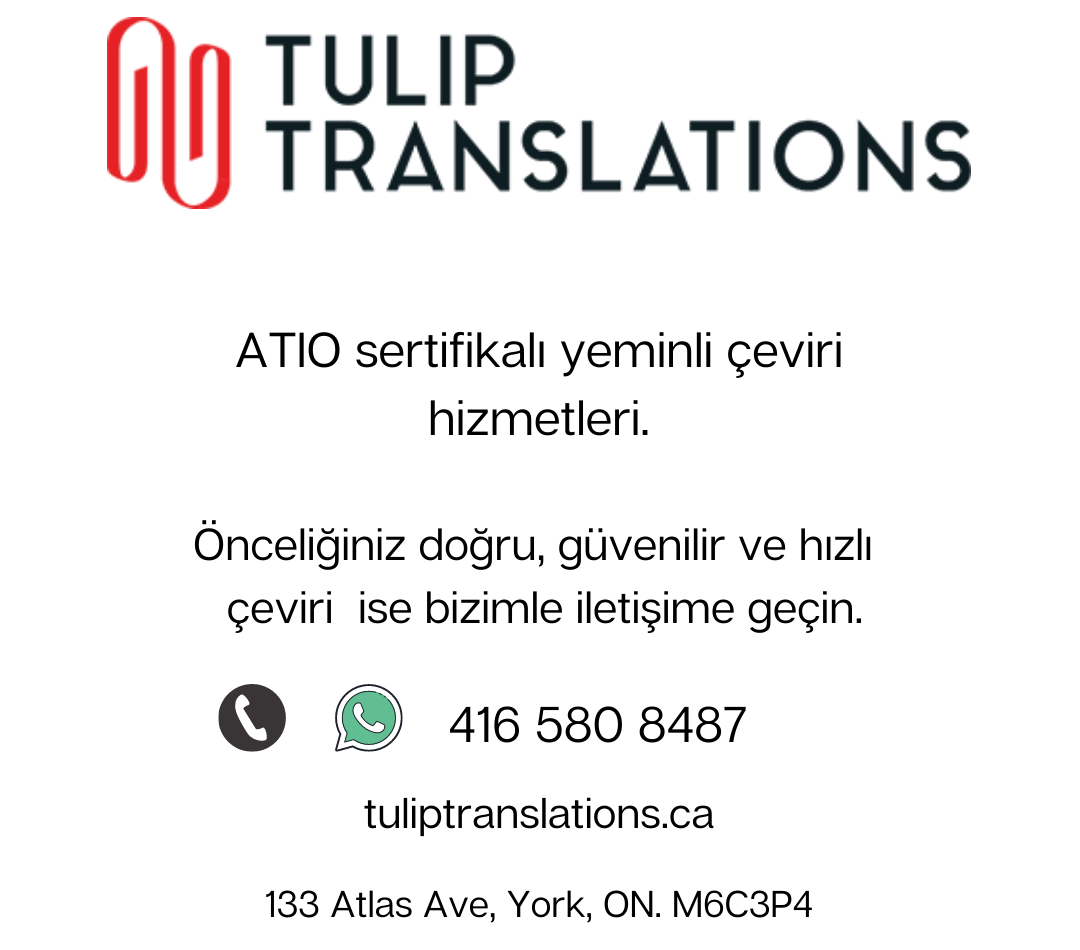 TULIP
TRANSLATIONS
ATIO sertifikalı yeminli çeviri
hizmetleri.
Önceliğiniz doğru, güvenilir ve hızlı
çeviri  ise bizimle iletişime geçin.
416 580 8487
tuliptranslations.ca
133 Atlas Ave, York, ON. M6C3P4